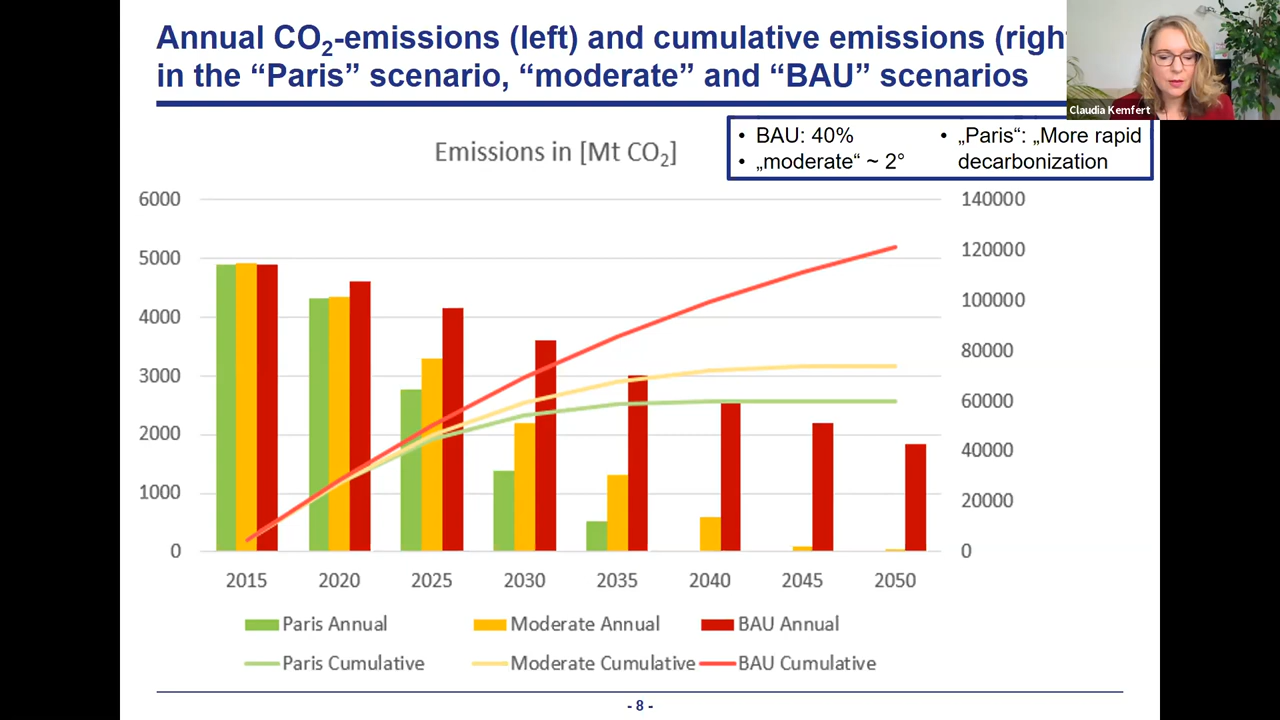 Annual CO₂-emissions (left) and cumulative emissions (righ
in the “Paris” scenario, “moderate” and “BAU” scenarios
Claudia Kemfert
• BAU: 40%
• „moderate“ ~ 2°
• „Paris“: „More rapid
decarbonization
Emissions in [Mt CO₂]
6000
5000
4000
3000
2000
1000
0
140000
120000
100000
80000
60000
40000
20000
0
2015 2020 2025 2030 2035 2040 2045 2050
Paris Annual Moderate Annual BAU Annual
Paris Cumulative Moderate Cumulative BAU Cumulative
- 8 -